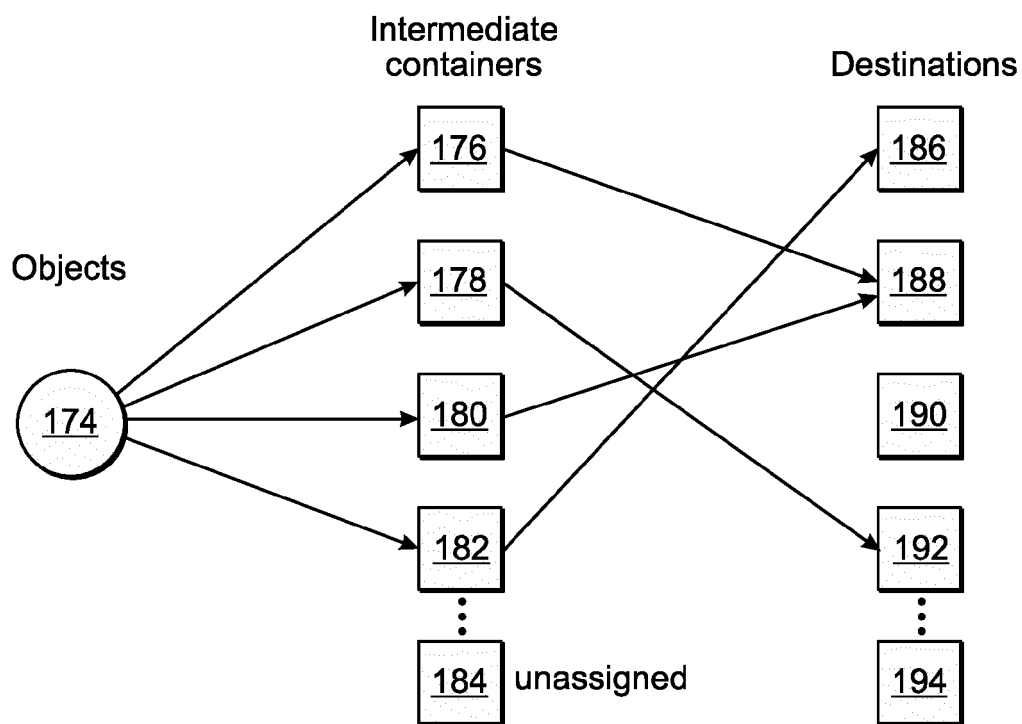 Intermediate
containers
Destinations
176
186
Objects
178
188
174
180
190
182
192
184 unassigned
194